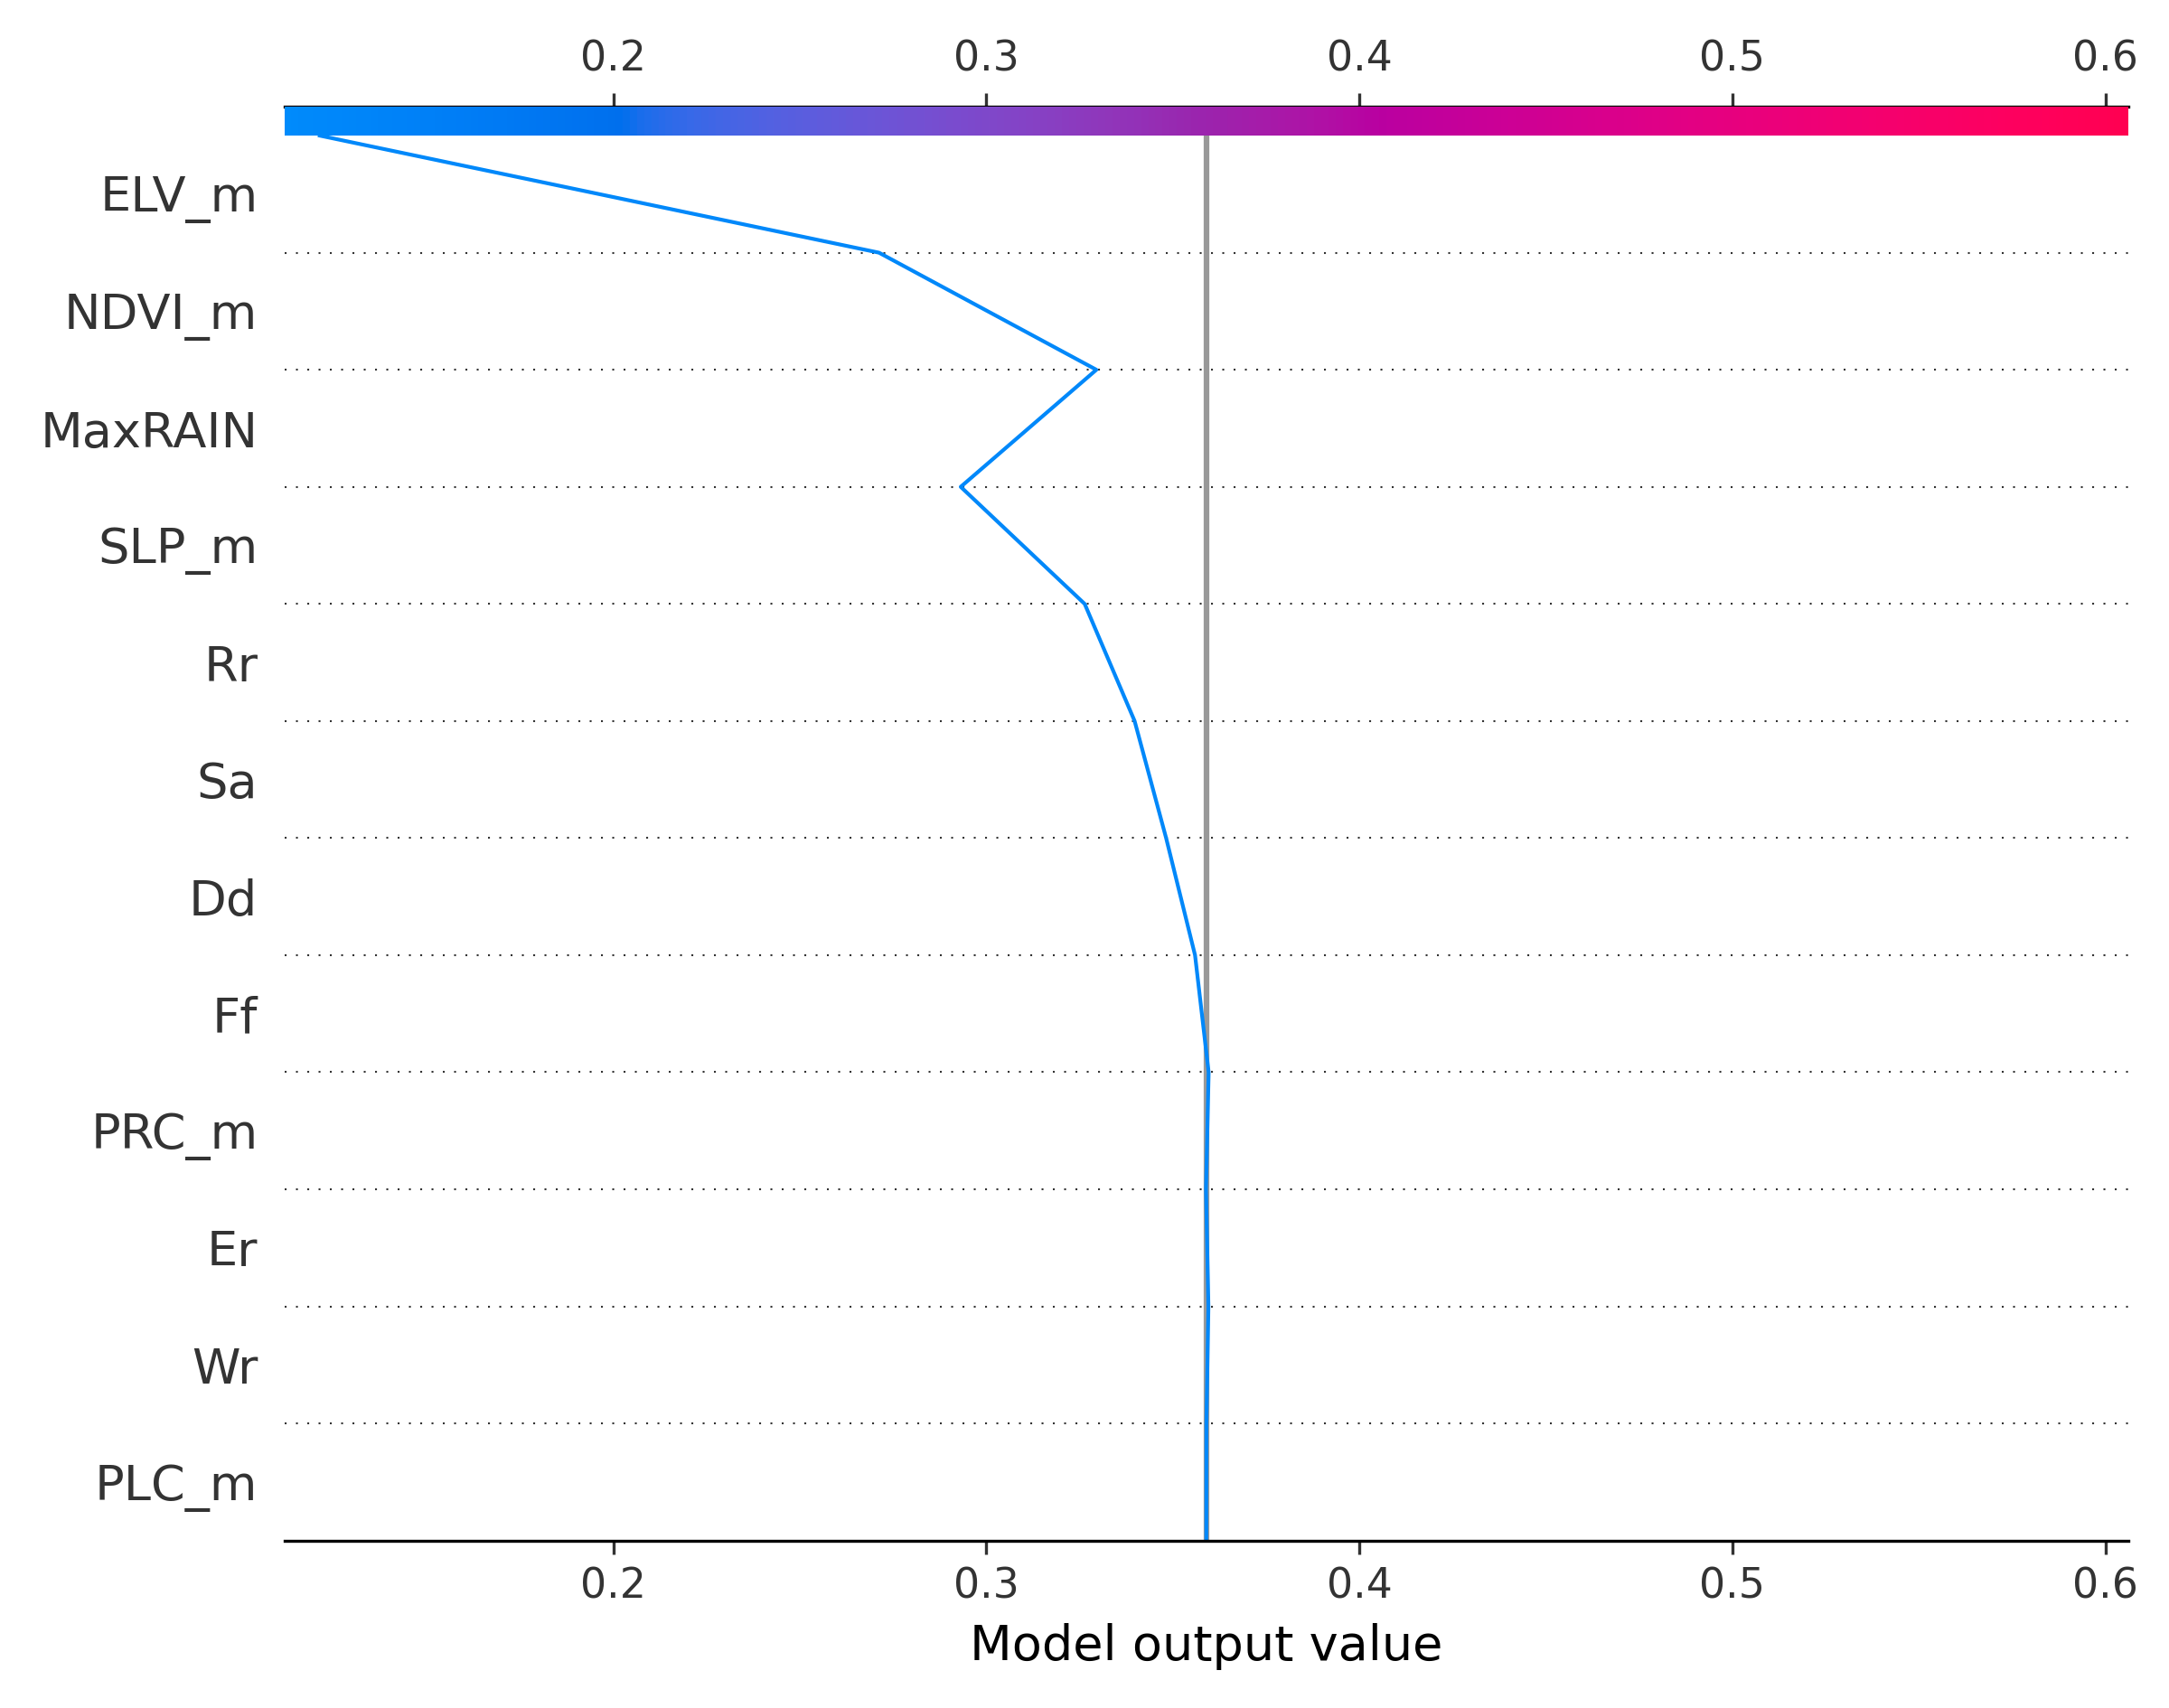 0.2 0.3 0.4 0.5 0.6
ELV_m
NDVI_m
MaxRAIN
SLP_m
Rr
Sa
Dd
Ff
PRC_m
Er
Wr
PLC_m
0.2 0.3 0.4 0.5 0.6
Model output value